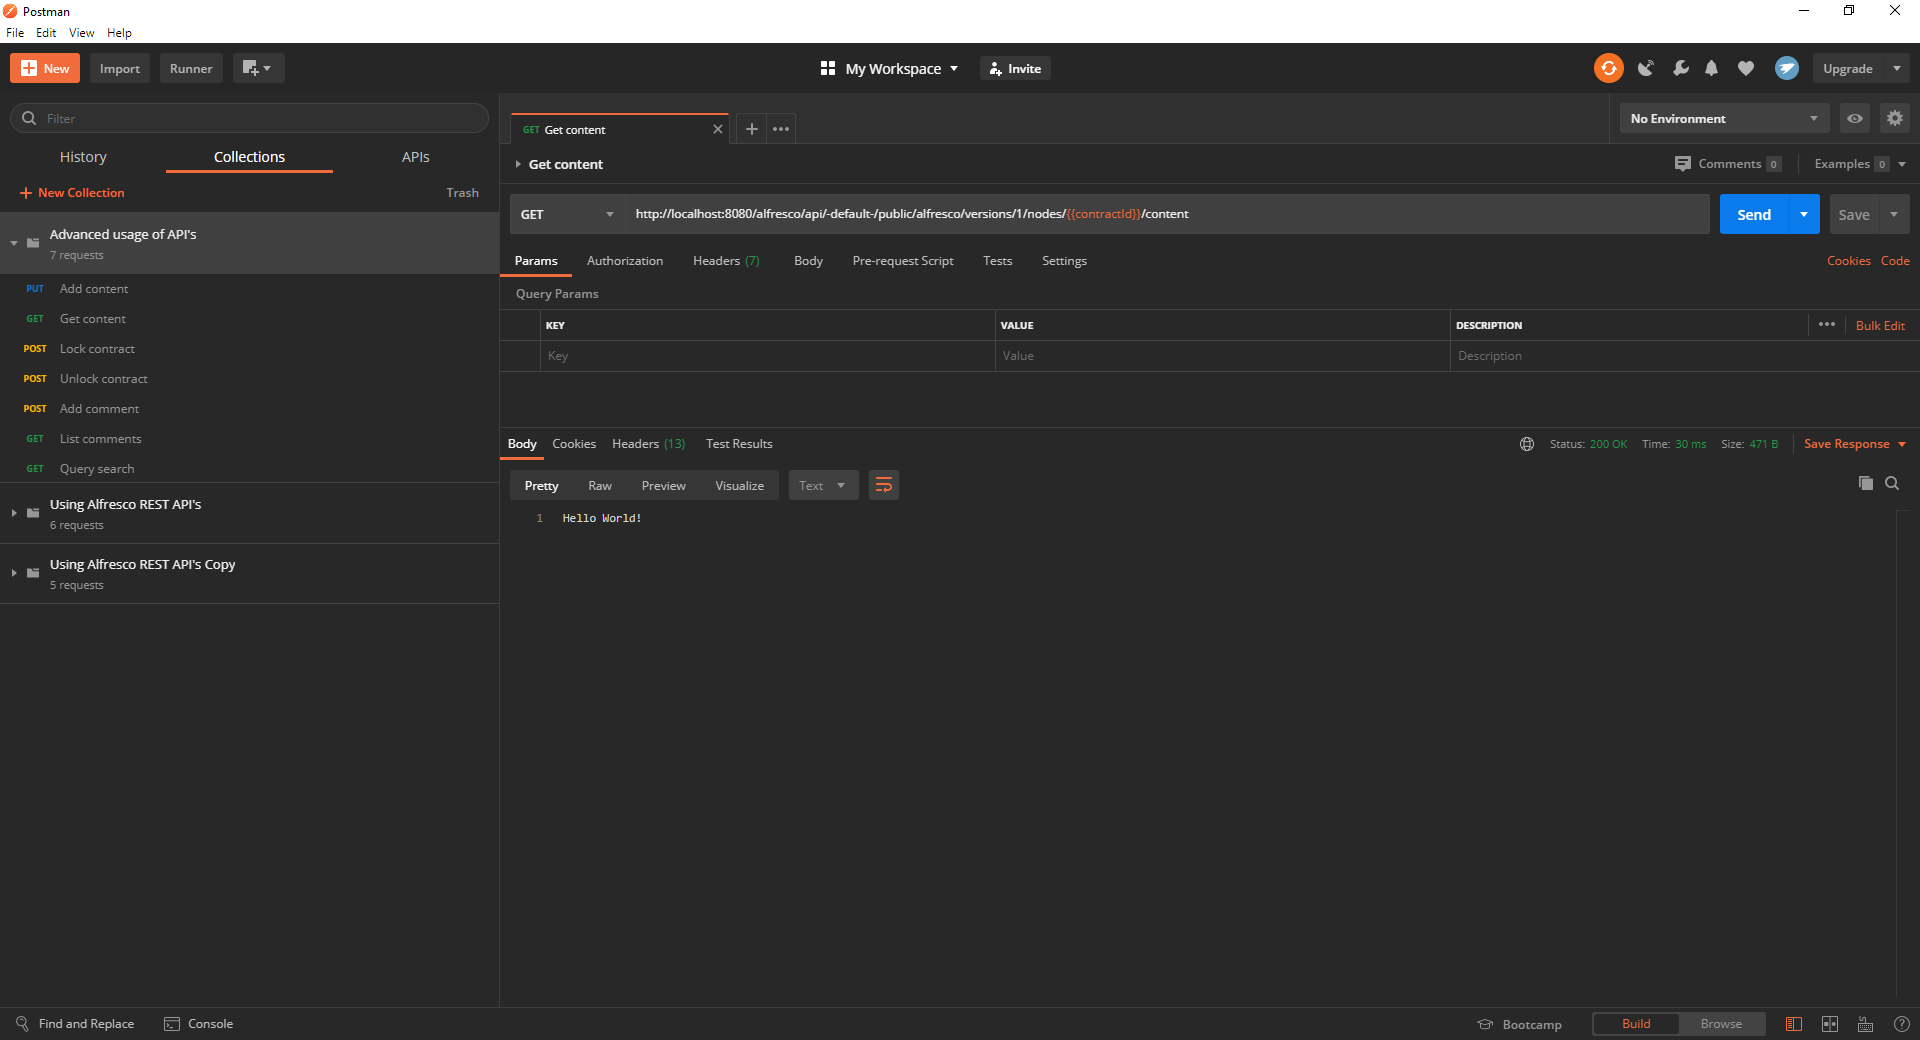 Postman
File Edit View Help
New Import Runner My Workspace Invite Upgrade
Filter
History Collections APIs
New Collection Trash
Advanced usage of API's
7 requests
PUT Add content
GET Get content
POST Lock contract
POST Unlock contract
POST Add comment
GET List comments
GET Query search
Using Alfresco REST API's
6 requests
Using Alfresco REST API's Copy
5 requests
GET Get content
No Environment
Get content
Comments 0 Examples 0
GET http://localhost:8080/alfresco/api/-default-/public/alfresco/versions/1/nodes/{{contractId}}/content Send Save
Params Authorization Headers (7) Body Pre-request Script Tests Settings Cookies Code
Query Params
KEY VALUE DESCRIPTION Bulk Edit
Key Value Description
Body Cookies Headers (13) Test Results Status: 200 OK Time: 30 ms Size: 471 B Save Response
Pretty Raw Preview Visualize Text
1 Hello World!
Find and Replace Console Bootcamp Build Browse